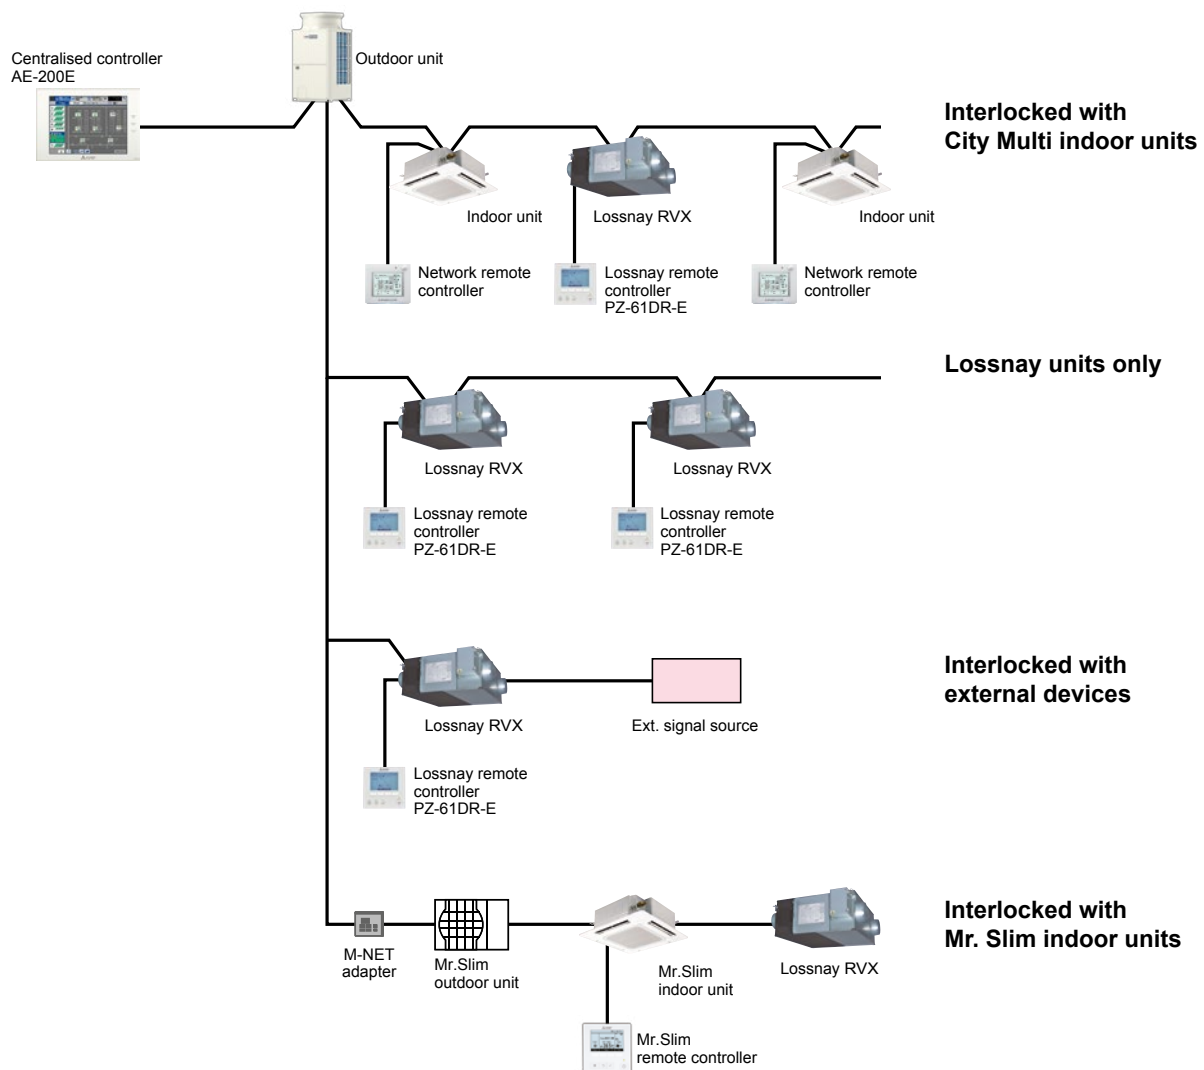 Centralised controller
AE-200E
Outdoor unit
Interlocked with
City Multi indoor units
Indoor unit
Lossnay RVX
Indoor unit
Network remote
controller
Lossnay remote
controller
PZ-61DR-E
Network remote
controller
Lossnay units only
Lossnay RVX
Lossnay RVX
Lossnay remote
controller
PZ-61DR-E
Lossnay remote
controller
PZ-61DR-E
Interlocked with
external devices
Lossnay RVX
Ext. signal source
Lossnay remote
controller
PZ-61DR-E
Interlocked with
Mr. Slim indoor units
M-NET
adapter
Mr.Slim
outdoor unit
Mr.Slim
indoor unit
Lossnay RVX
Mr.Slim
remote controller